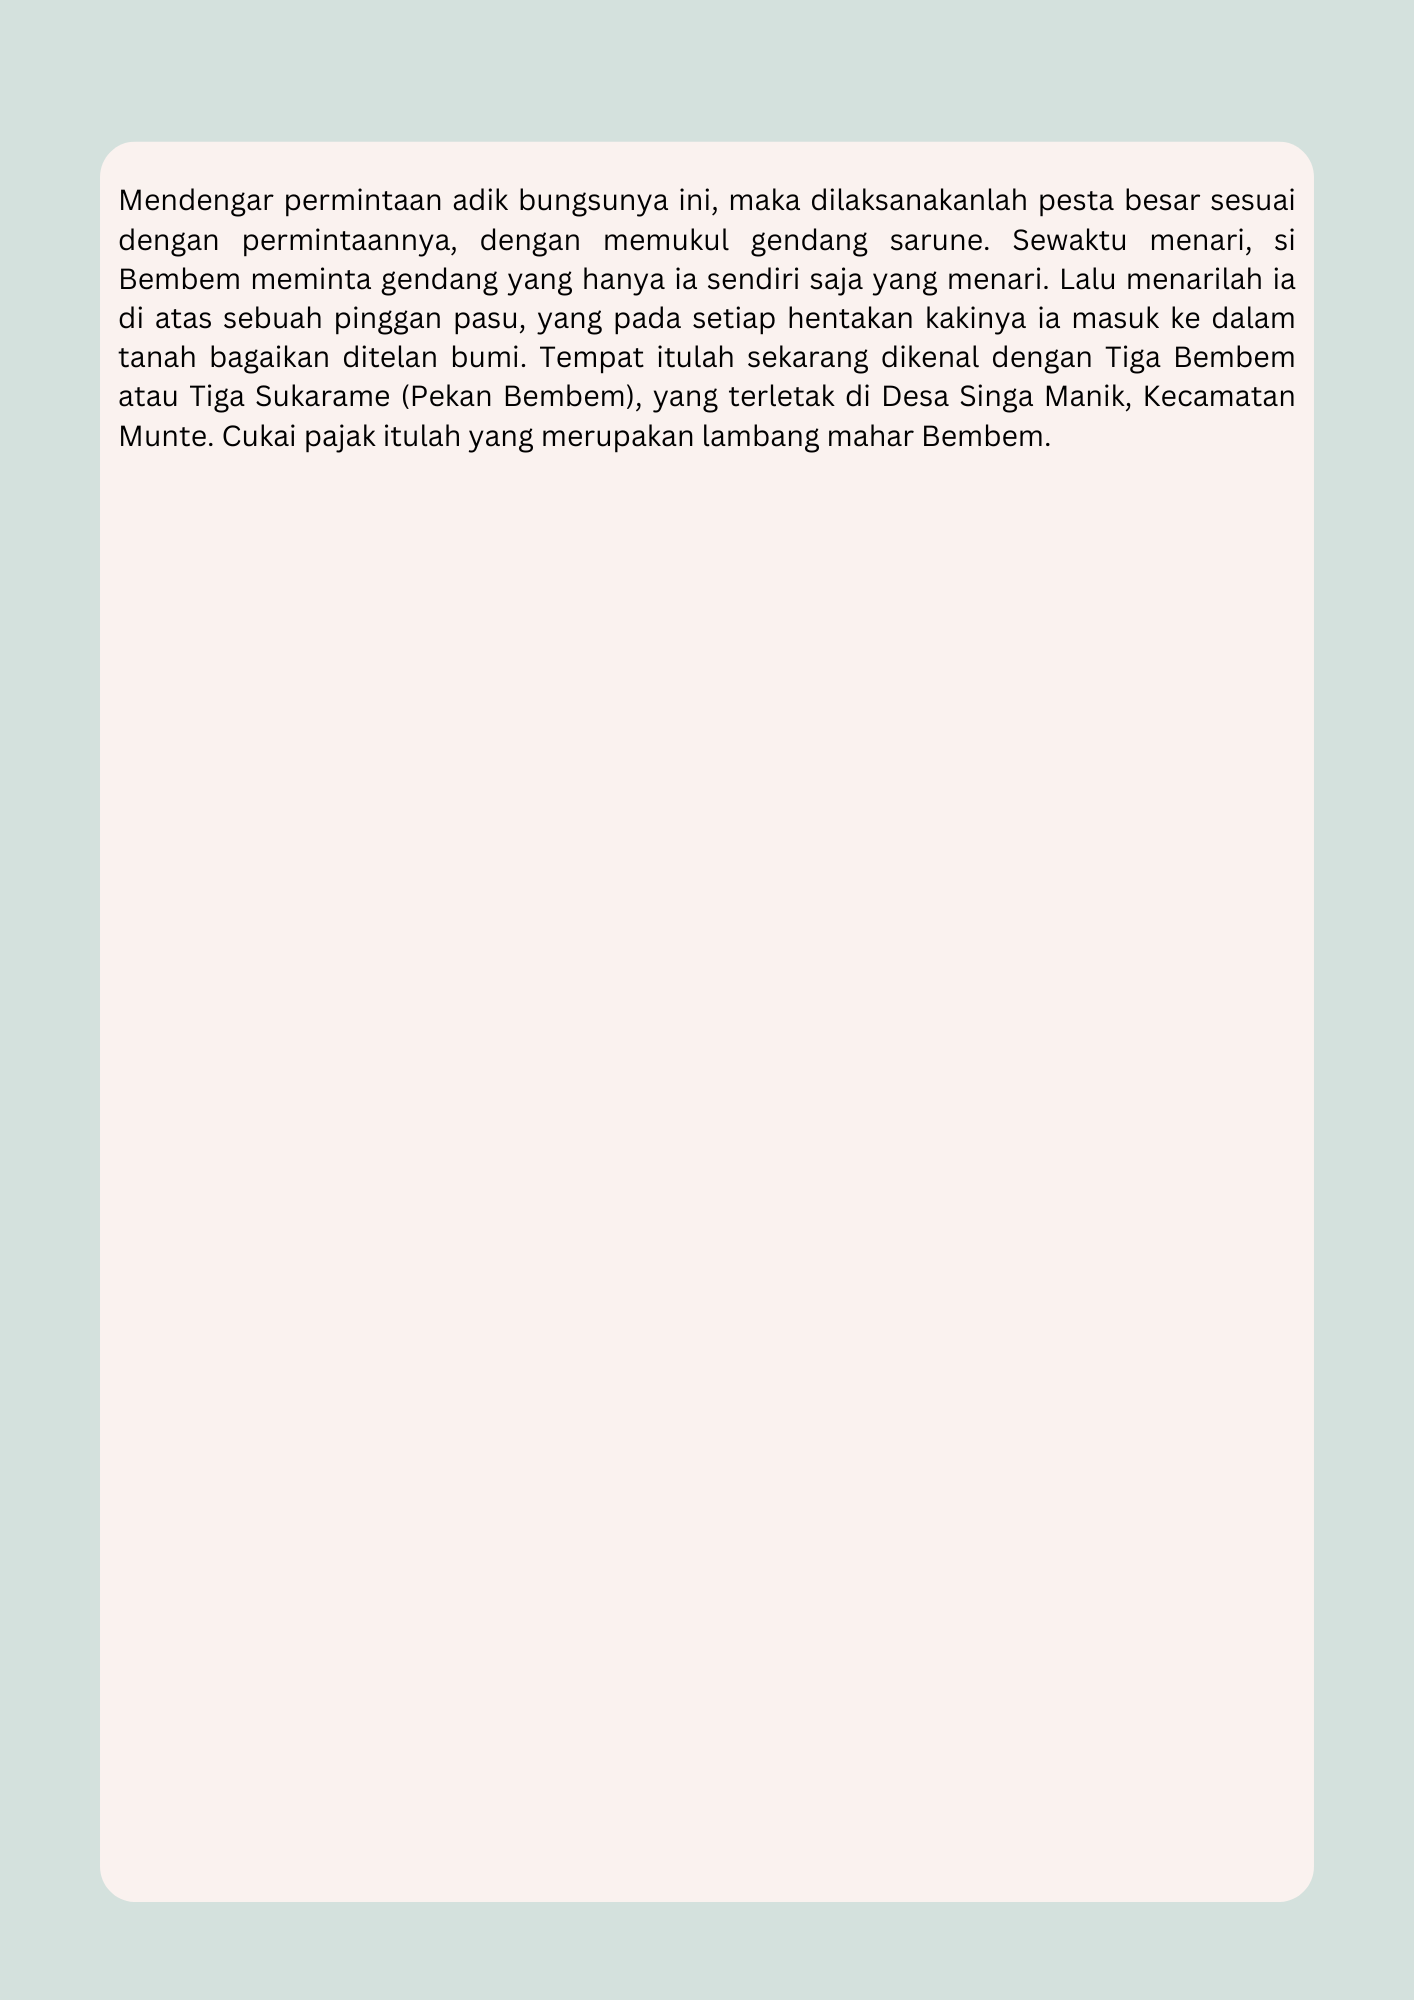 Mendengar permintaan adik bungsunya ini, maka dilaksanakanlah pesta besar sesuai
dengan permintaannya, dengan memukul gendang sarune. Sewaktu menari, si
Bembem meminta gendang yang hanya ia sendiri saja yang menari. Lalu menarilah ia
di atas sebuah pinggan pasu, yang pada setiap hentakan kakinya ia masuk ke dalam
tanah bagaikan ditelan bumi. Tempat itulah sekarang dikenal dengan Tiga Bembem
atau Tiga Sukarame (Pekan Bembem), yang terletak di Desa Singa Manik, Kecamatan
Munte. Cukai pajak itulah yang merupakan lambang mahar Bembem.